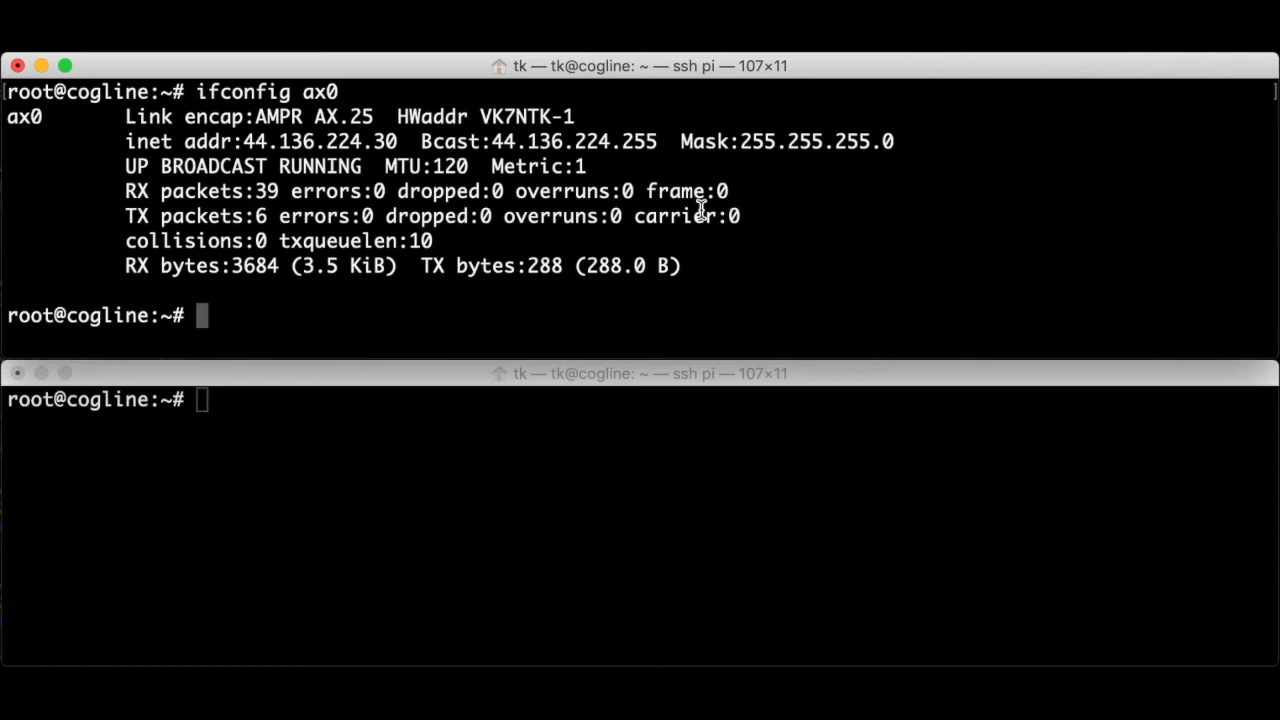 tk — tk@cogline: ~ — ssh pi — 107×11
[root@cogline:~# ifconfig ax0 ]
ax0 Link encap:AMPR AX.25 HWaddr VK7NTK-1
inet addr:44.136.224.30 Bcast:44.136.224.255 Mask:255.255.255.0
UP BROADCAST RUNNING MTU:120 Metric:1
RX packets:39 errors:0 dropped:0 overruns:0 frame:0
TX packets:6 errors:0 dropped:0 overruns:0 carrier:0
collisions:0 txqueuelen:10
RX bytes:3684 (3.5 KiB) TX bytes:288 (288.0 B)
root@cogline:~#
tk — tk@cogline: ~ — ssh pi — 107×11
root@cogline:~#